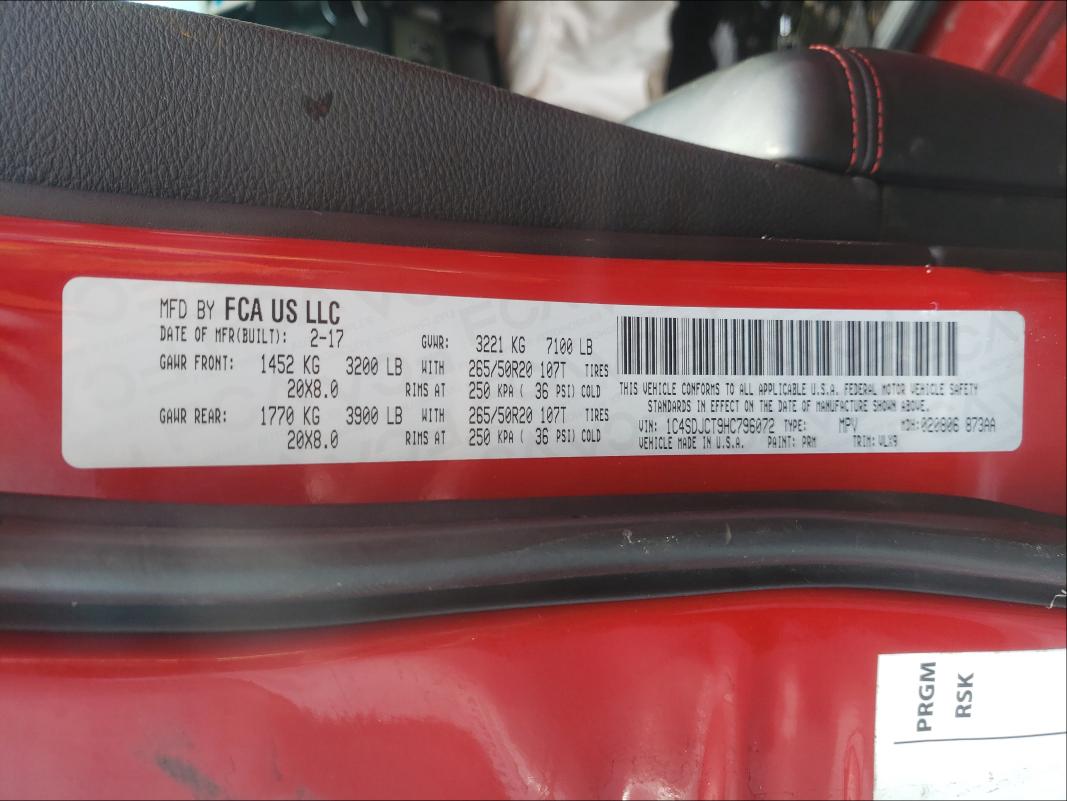 MFD BY FCA US LLC
DATE OF MFR(BUILT): 2-17 GVWR: 3221 KG 7100 LB
GAWR FRONT: 1452 KG 3200 LB WITH 265/50R20 107T TIRES
20X8.0 RIMS AT 250 KPA ( 36 PSI) COLD
GAWR REAR: 1770 KG 3900 LB WITH 265/50R20 107T TIRES
20X8.0 RIMS AT 250 KPA ( 36 PSI) COLD
THIS VEHICLE CONFORMS TO ALL APPLICABLE U.S.A. FEDERAL MOTOR VEHICLE SAFETY
STANDARDS IN EFFECT ON THE DATE OF MANUFACTURE SHOWN ABOVE.
VIN: 1C4SDJCT9HC796072 TYPE: MPV MDH: 020806 873AA
VEHICLE MADE IN U.S.A. PAINT: PRM TRIM: VLX9
PRGM
RSK